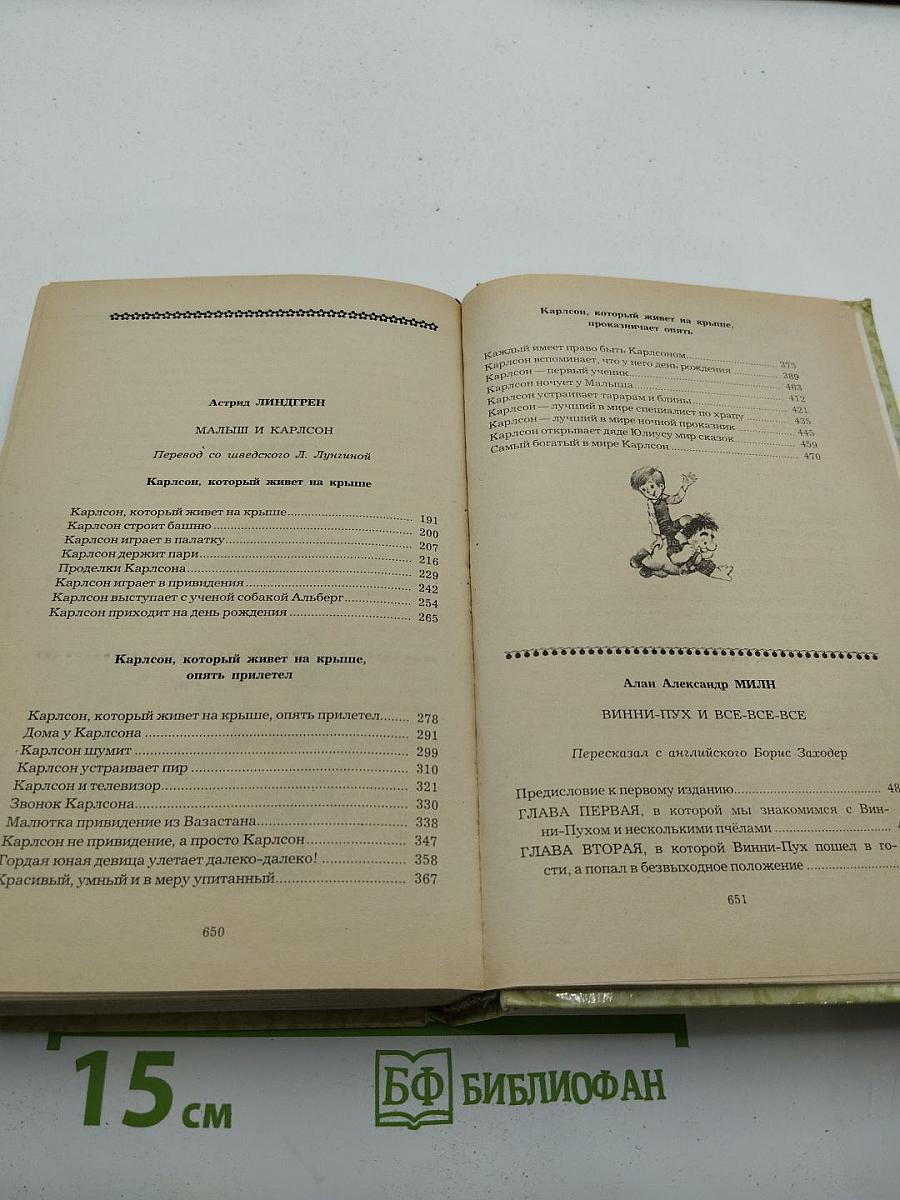 Астрид ЛИНДГРЕН
МАЛЫШ И КАРЛСОН
Перевод со шведского Л. Лунгиной
Карлсон, который живет на крыше
Карлсон, который живет на крыше 191
Карлсон строит башню 200
Карлсон играет в палатку 207
Карлсон держит пари 216
Проделки Карлсона 229
Карлсон играет в привидения 242
Карлсон выступает с ученой собакой Альберг 254
Карлсон приходит на день рождения 265
Карлсон, который живет на крыше,
опять прилетел
Карлсон, который живет на крыше, опять прилетел 278
Дома у Карлсона 291
Карлсон шумит 299
Карлсон устраивает пир 310
Карлсон и телевизор 321
Звонок Карлсона 330
Малютка привидение из Вазастана 338
Карлсон не привидение, а просто Карлсон 347
Гордая юная девица улетает далеко-далеко! 358
Красивый, умный и в меру упитанный 367
650
Карлсон, который живет на крыше,
проказничает опять
Каждый имеет право быть Карлсоном 375
Карлсон вспоминает, что у него день рождения 389
Карлсон — первый ученик 403
Карлсон ночует у Малыша 412
Карлсон устраивает тарарам и блины 421
Карлсон — лучший в мире специалист по храпу 435
Карлсон — лучший в мире ночной проказник 445
Карлсон открывает дяде Юлиусу мир сказок 459
Самый богатый в мире Карлсон 470
Алан Александр МИЛН
ВИННИ-ПУХ И ВСЕ-ВСЕ-ВСЕ
Пересказал с английского Борис Заходер
Предисловие к первому изданию 48
ГЛАВА ПЕРВАЯ, в которой мы знакомимся с Вин-
ни-Пухом и несколькими пчёлами
ГЛАВА ВТОРАЯ, в которой Винни-Пух пошел в го-
сти, а попал в безвыходное положение
651
15 см
БФ БИБЛИОФАН